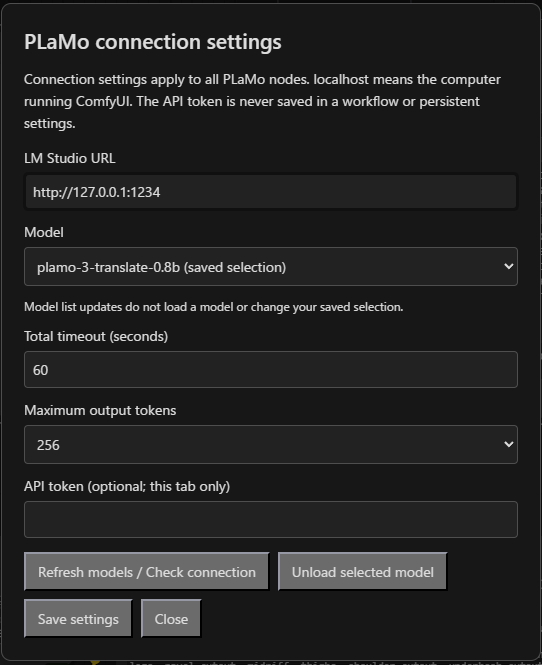 PLaMo connection settings
Connection settings apply to all PLaMo nodes. localhost means the computer
running ComfyUI. The API token is never saved in a workflow or persistent
settings.
LM Studio URL
http://127.0.0.1:1234
Model
plamo-3-translate-0.8b (saved selection)
Model list updates do not load a model or change your saved selection.
Total timeout (seconds)
60
Maximum output tokens
256
API token (optional; this tab only)
Refresh models / Check connection
Unload selected model
Save settings
Close